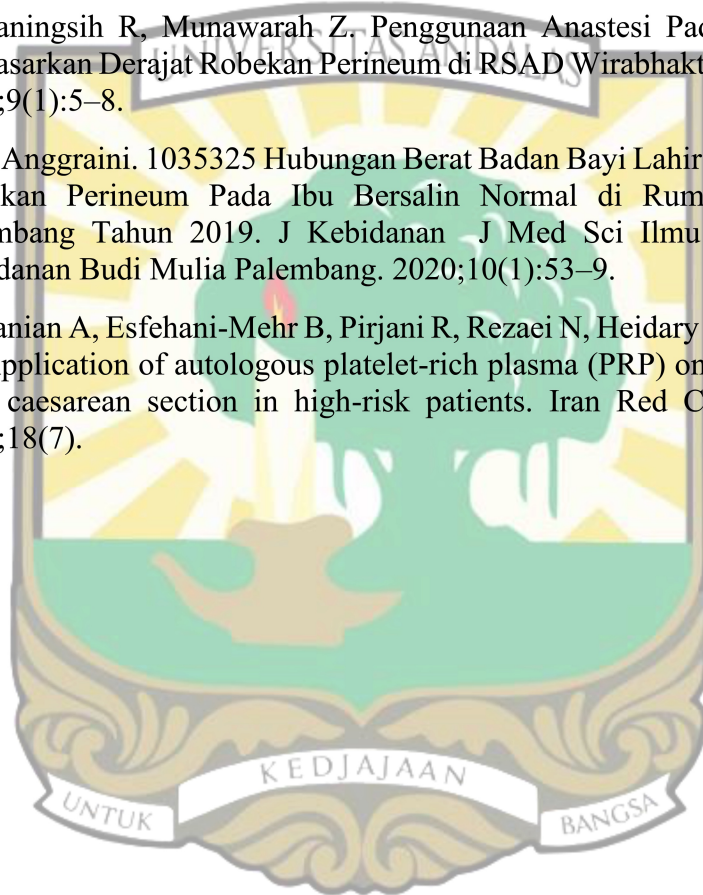 aningsih R, Munawarah Z. Penggunaan Anastesi Pad
asarkan Derajat Robekan Perineum di RSAD Wirabhakt
;9(1):5–8.
Anggraini. 1035325 Hubungan Berat Badan Bayi Lahir
kan Perineum Pada Ibu Bersalin Normal di Rum
mbang Tahun 2019. J Kebidanan J Med Sci Ilmu
danan Budi Mulia Palembang. 2020;10(1):53–9.
anian A, Esfehani-Mehr B, Pirjani R, Rezaei N, Heidary
application of autologous platelet-rich plasma (PRP) on
caesarean section in high-risk patients. Iran Red C
;18(7).
UNIVERSITAS ANDALAS
KEDJAJAAN
UNTUK
BANGSA